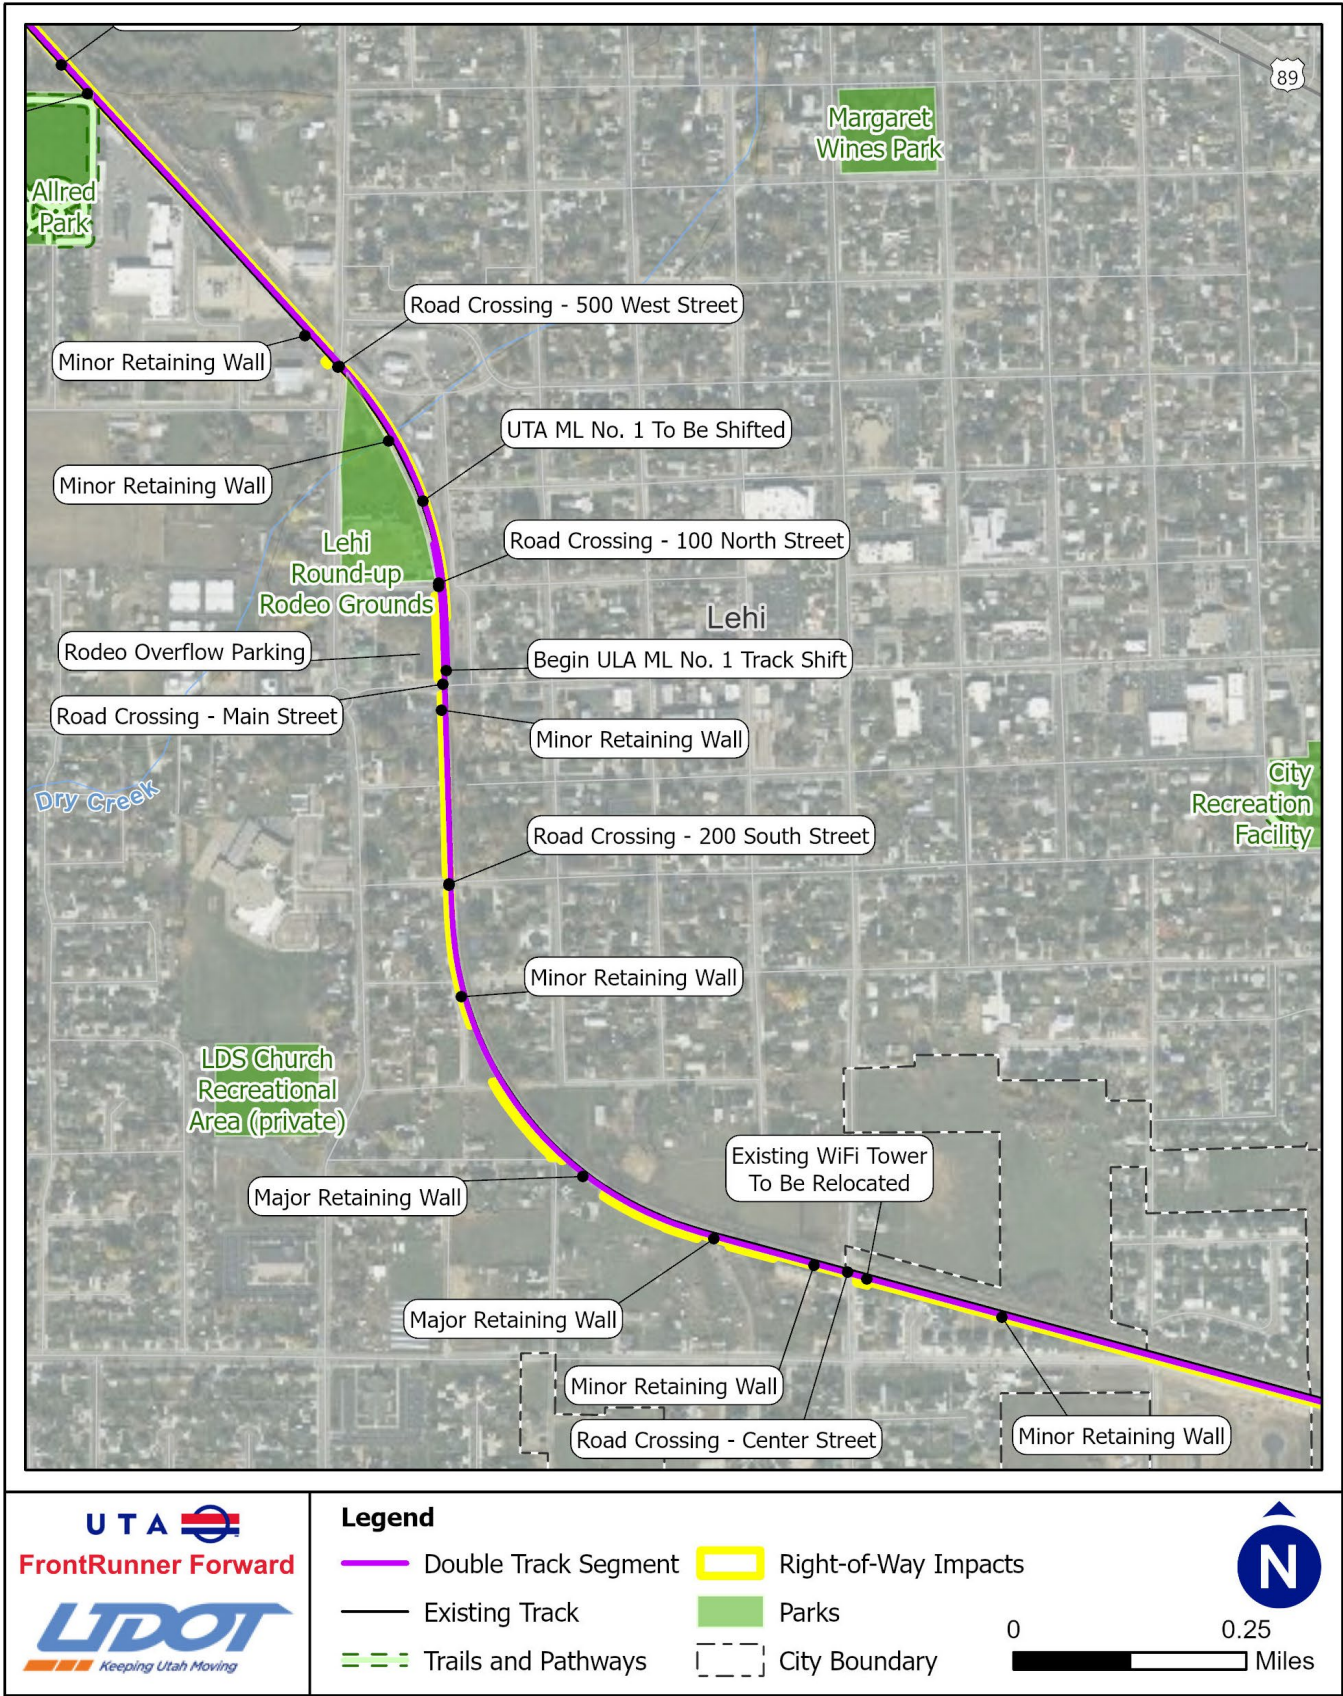 89
Margaret
Wines Park
Allred
Park
Road Crossing - 500 West Street
Minor Retaining Wall
UTA ML No. 1 To Be Shifted
Minor Retaining Wall
Road Crossing - 100 North Street
Lehi
Round-up
Rodeo Grounds
Lehi
Rodeo Overflow Parking
Begin ULA ML No. 1 Track Shift
Road Crossing - Main Street
Minor Retaining Wall
Dry Creek
City
Recreation
Facility
Road Crossing - 200 South Street
Minor Retaining Wall
LDS Church
Recreational
Area (private)
Existing WiFi Tower
To Be Relocated
Major Retaining Wall
Major Retaining Wall
Minor Retaining Wall
Road Crossing - Center Street
Minor Retaining Wall
UTA
FrontRunner Forward
UDOT
Keeping Utah Moving
Legend
Double Track Segment
Existing Track
Trails and Pathways
Right-of-Way Impacts
Parks
City Boundary
N
0 0.25
Miles